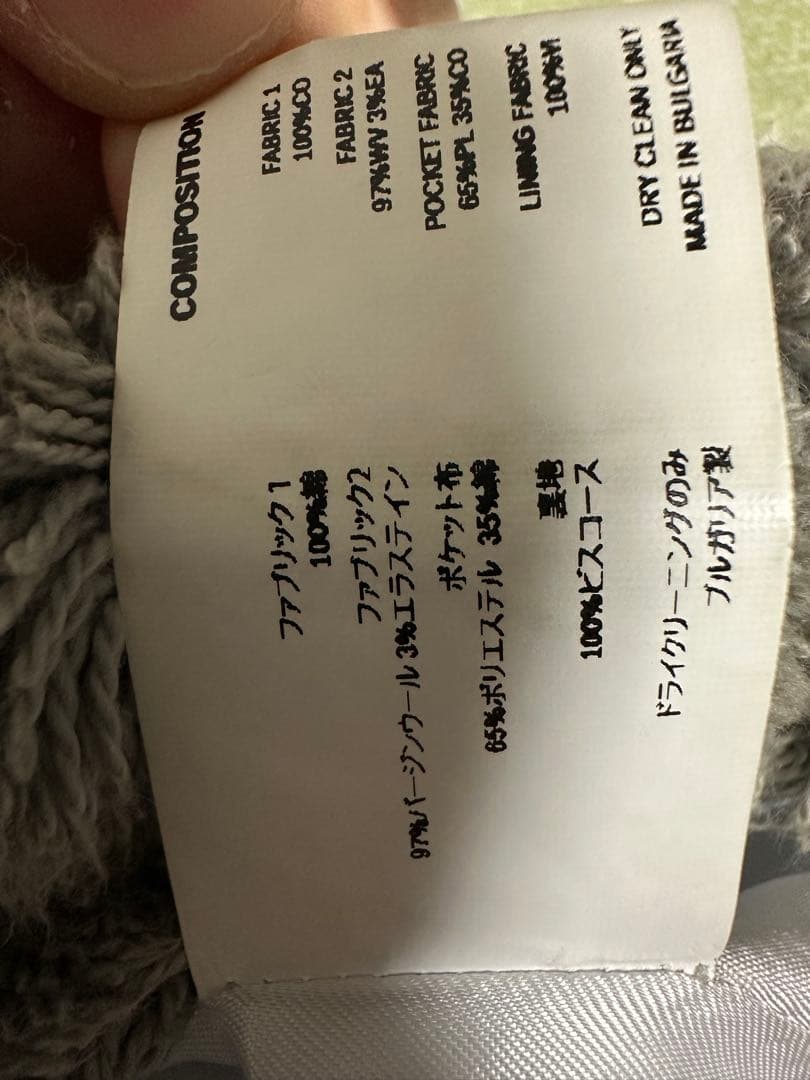 COMPOSITION
FABRIC 1
100%CO
FABRIC 2
97%WV 3%EA
POCKET FABRIC
65%PL 35%CO
LINING FABRIC
100%VI
DRY CLEAN ONLY
MADE IN BULGARIA
ファブリック1
100%綿
ファブリック2
97%バージンウール 3%エラステイン
ポケット布
65%ポリエステル 35%綿
裏地
100%ビスコース
ドライクリーニングのみ
ブルガリア製